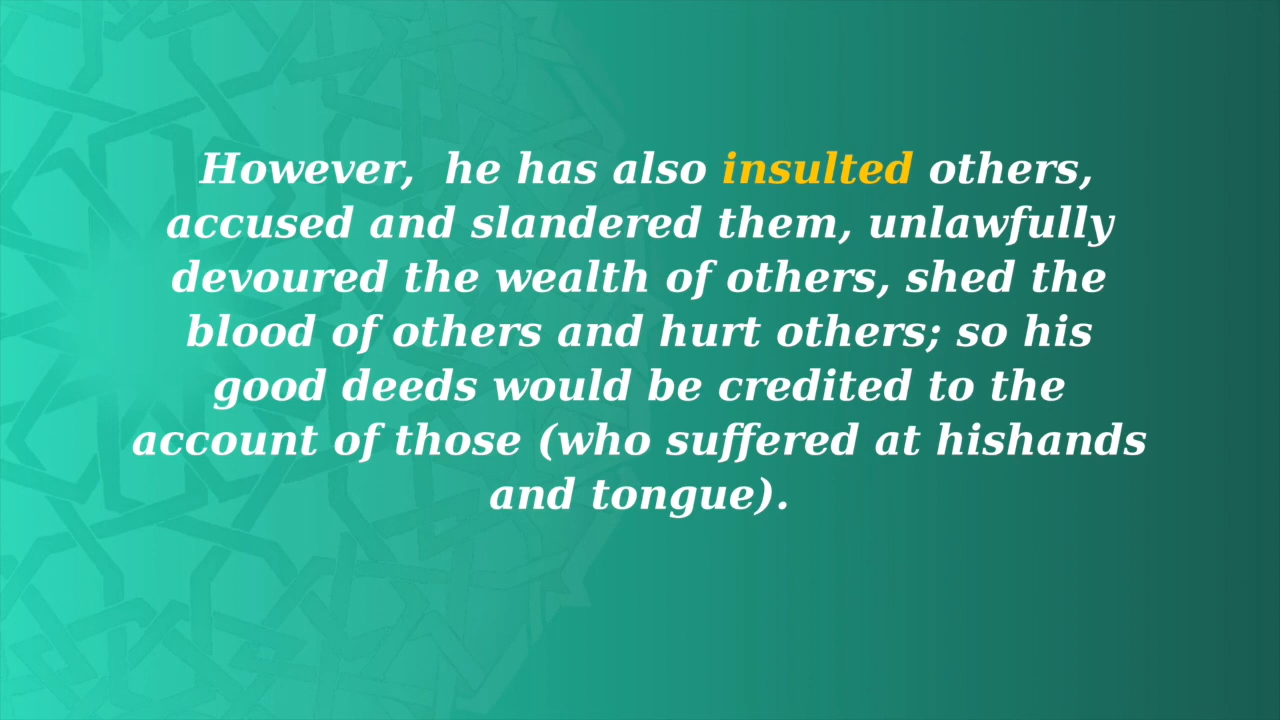 However,  he has also insulted others,
accused and slandered them, unlawfully
devoured the wealth of others, shed the
blood of others and hurt others; so his
good deeds would be credited to the
account of those (who suffered at hishands
and tongue).